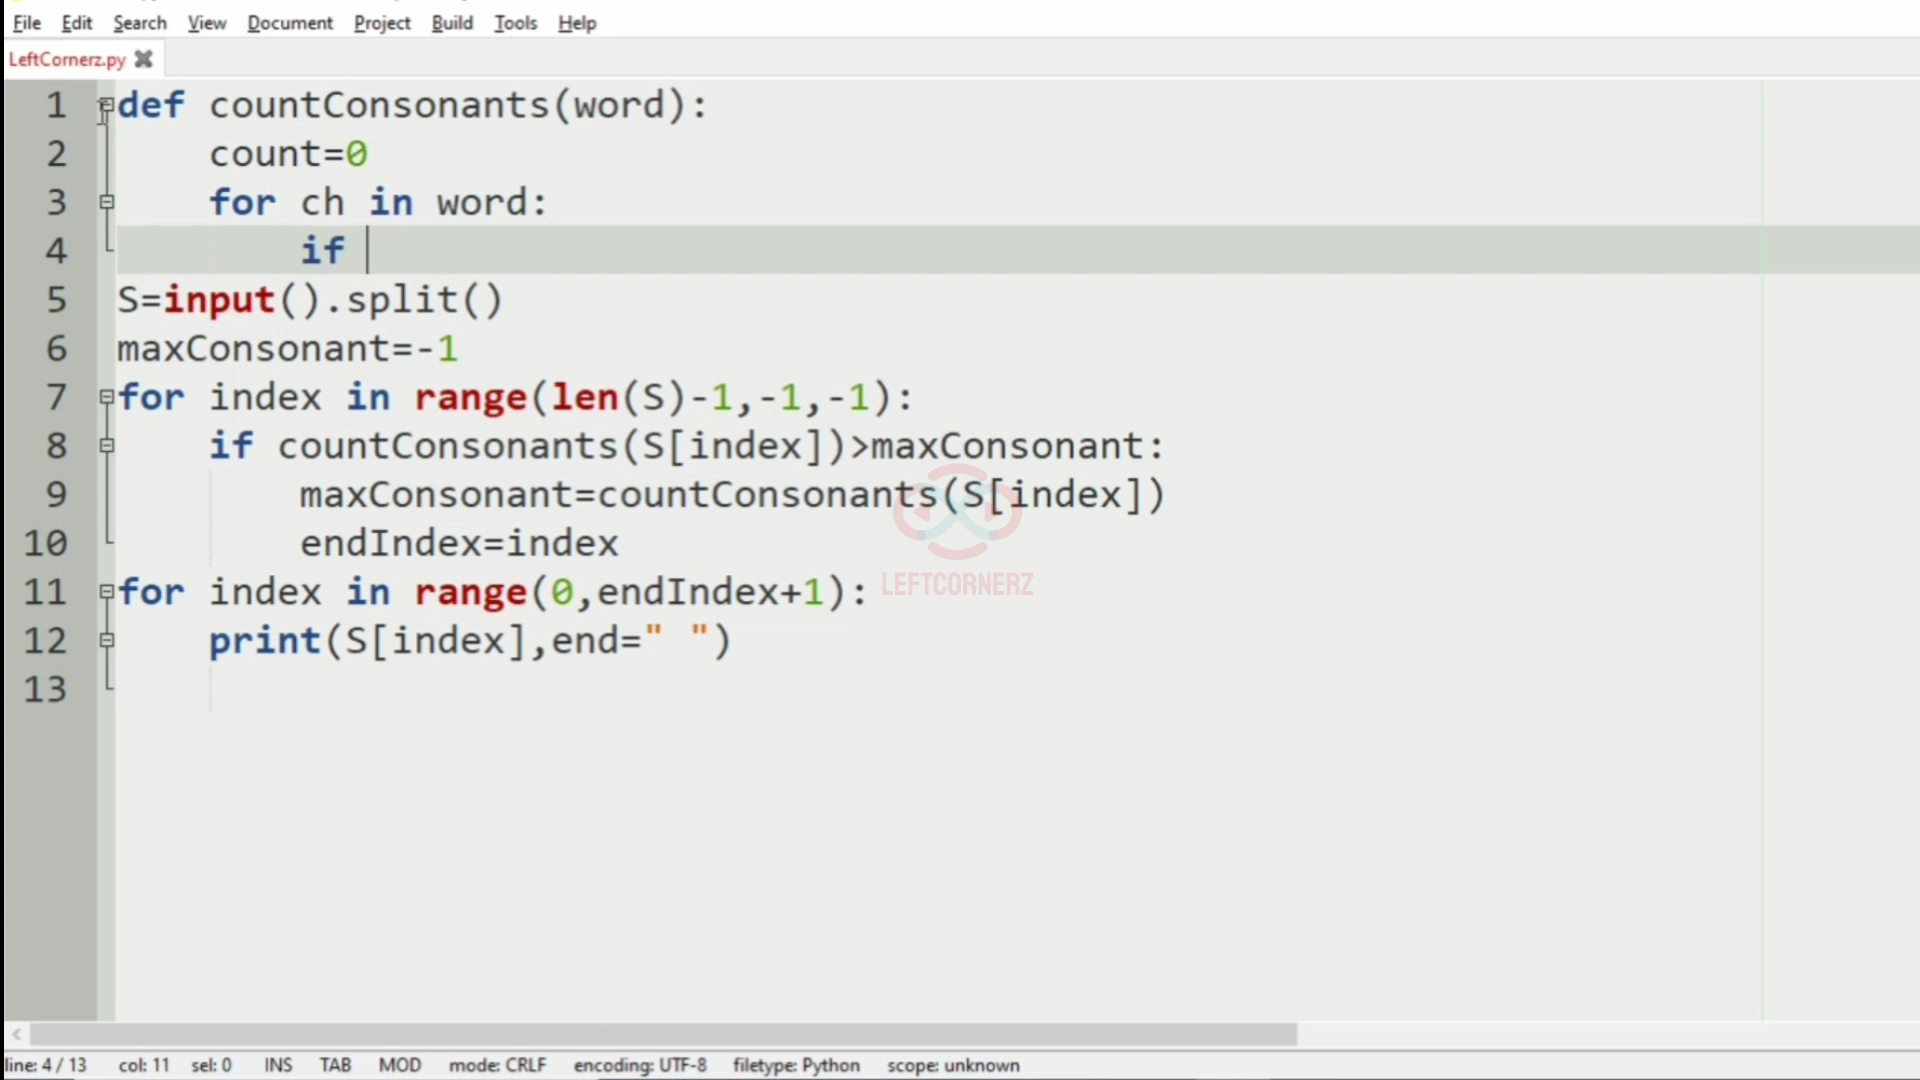 File Edit Search View Document Project Build Tools Help
LeftCornerz.py
1 def countConsonants(word):
2 count=0
3 for ch in word:
4 if
5 S=input().split()
6 maxConsonant=-1
7 for index in range(len(S)-1,-1,-1):
8 if countConsonants(S[index])>maxConsonant:
9 maxConsonant=countConsonants(S[index])
10 endIndex=index
11 for index in range(0,endIndex+1):
12 print(S[index],end=" ")
13
LEFTCORNERZ
line: 4 / 13 col: 11 sel: 0 INS TAB MOD mode: CRLF encoding: UTF-8 filetype: Python scope: unknown